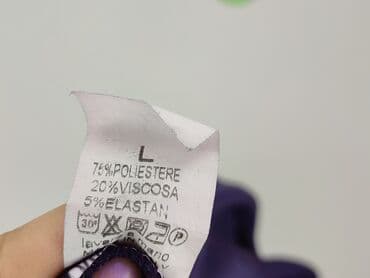 L
75%POLIESTERE
20%VISCOSA
5%ELASTAN
30°
P